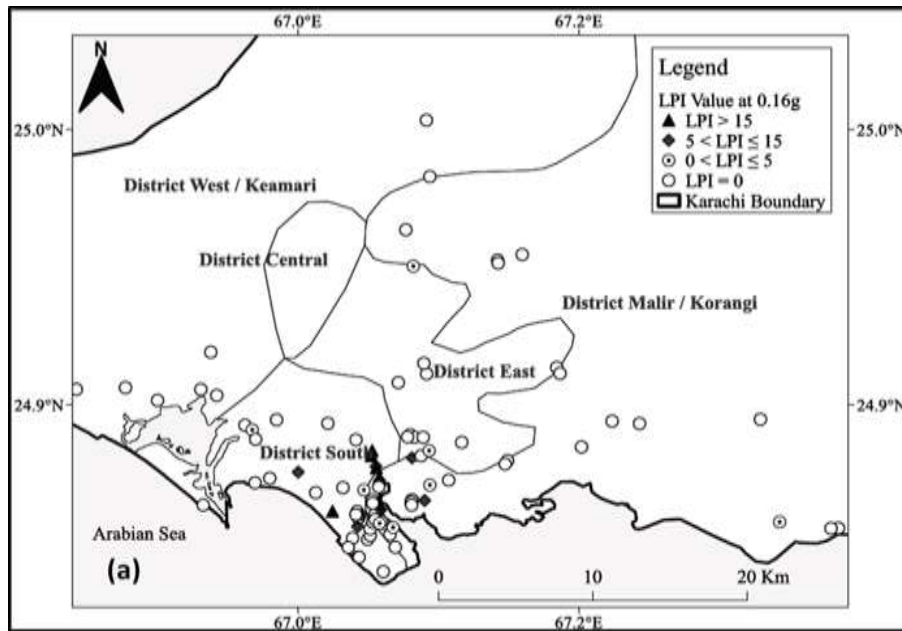 67.0°E
67.2°E
N
Legend
LPI Value at 0.16g
LPI > 15
5 < LPI ≤ 15
0 < LPI ≤ 5
LPI = 0
Karachi Boundary
25.0°N
25.0°N
District West / Keamari
District Central
District Malir / Korangi
District East
24.9°N
24.9°N
District South
Arabian Sea
(a)
0
10
20 Km
67.0°E
67.2°E